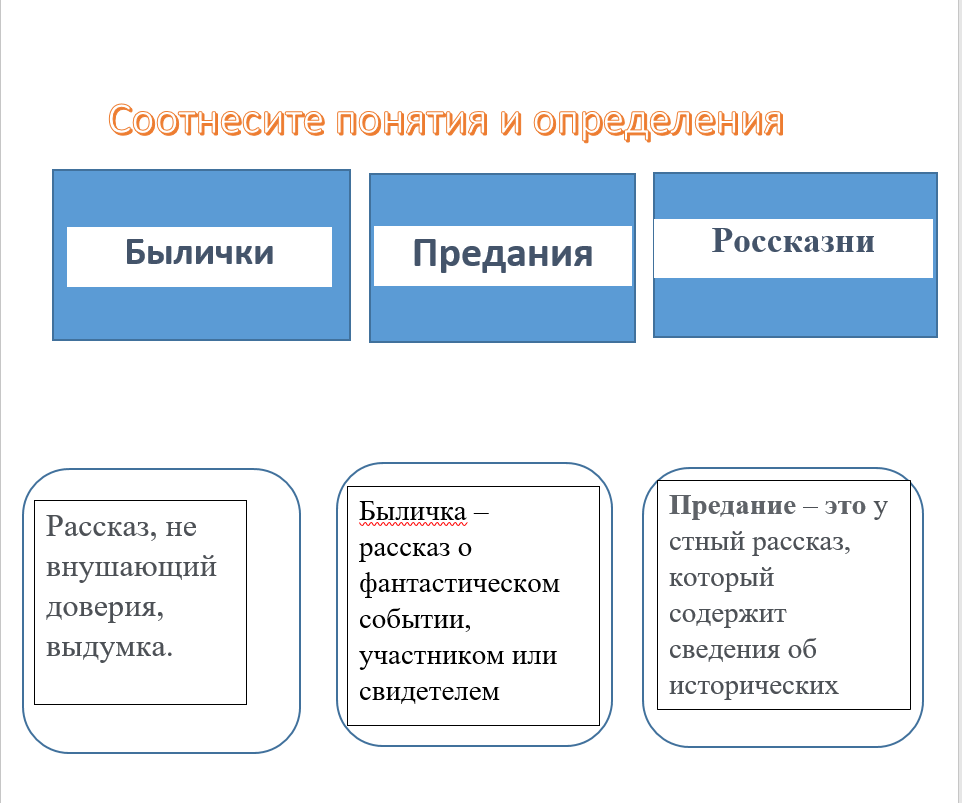 Соотнесите понятия и определения
Былички
Предания
Россказни
Рассказ, не
внушающий
доверия,
выдумка.
Быличка –
рассказ о
фантастическом
событии,
участником или
свидетелем
Предание – это у
стный рассказ,
который
содержит
сведения об
исторических